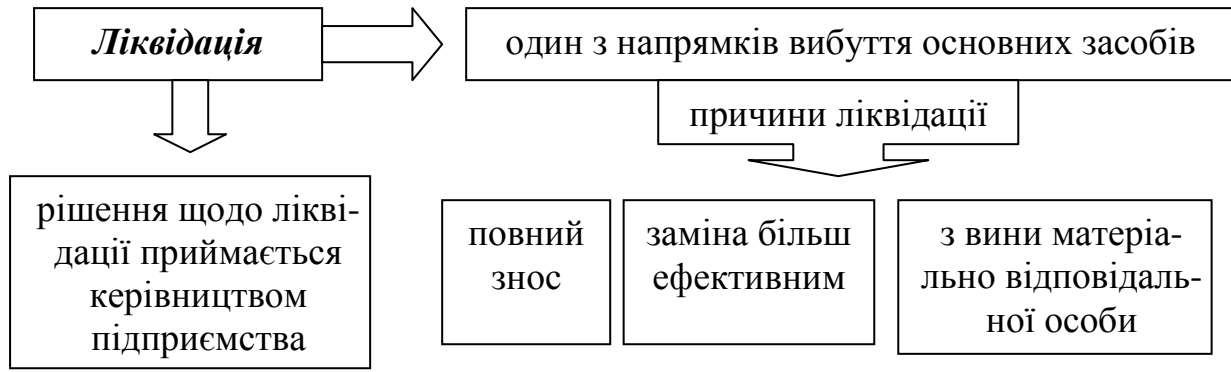 Ліквідація
один з напрямків вибуття основних засобів
причини ліквідації
рішення щодо лікві-
дації приймається
керівництвом
підприємства
повний
знос
заміна більш
ефективним
з вини матеріа-
льно відповідаль-
ної особи